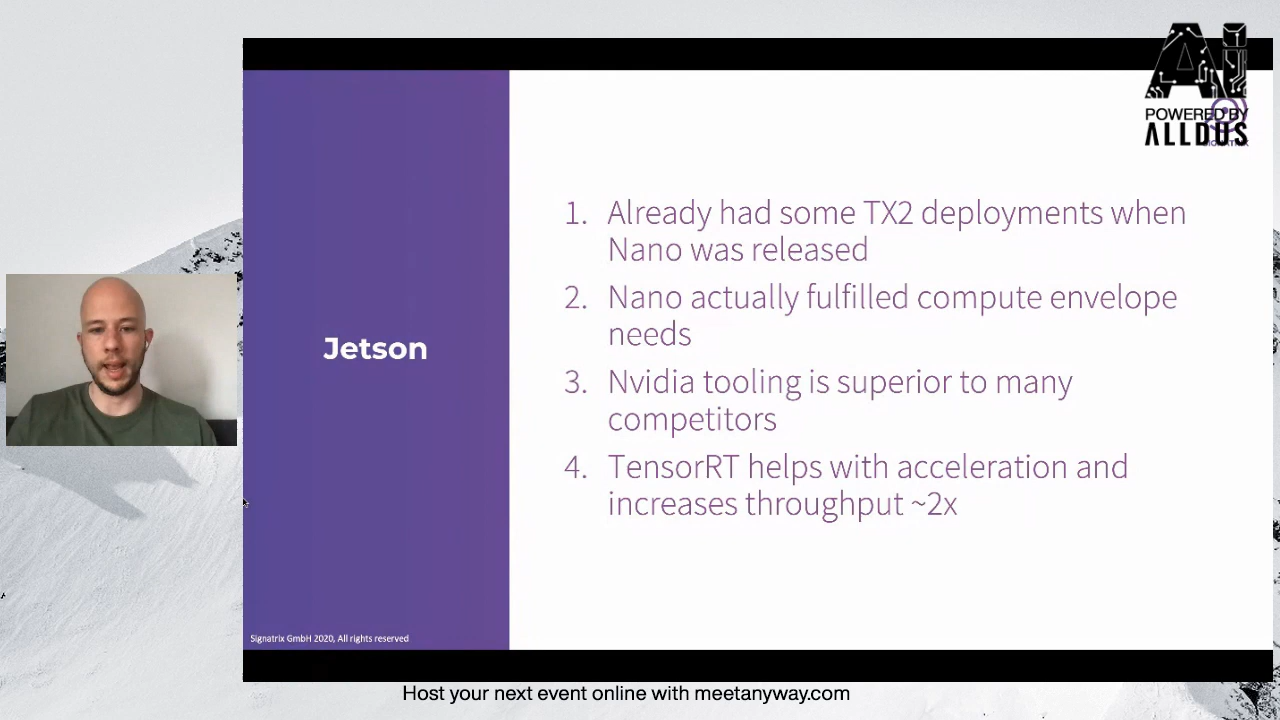 AI
POWERED BY
ALLDUS
1. Already had some TX2 deployments when
Nano was released
2. Nano actually fulfilled compute envelope
needs
3. Nvidia tooling is superior to many
competitors
4. TensorRT helps with acceleration and
increases throughput ~2x
Jetson
Signatrix GmbH 2020, All rights reserved
Host your next event online with meetanyway.com